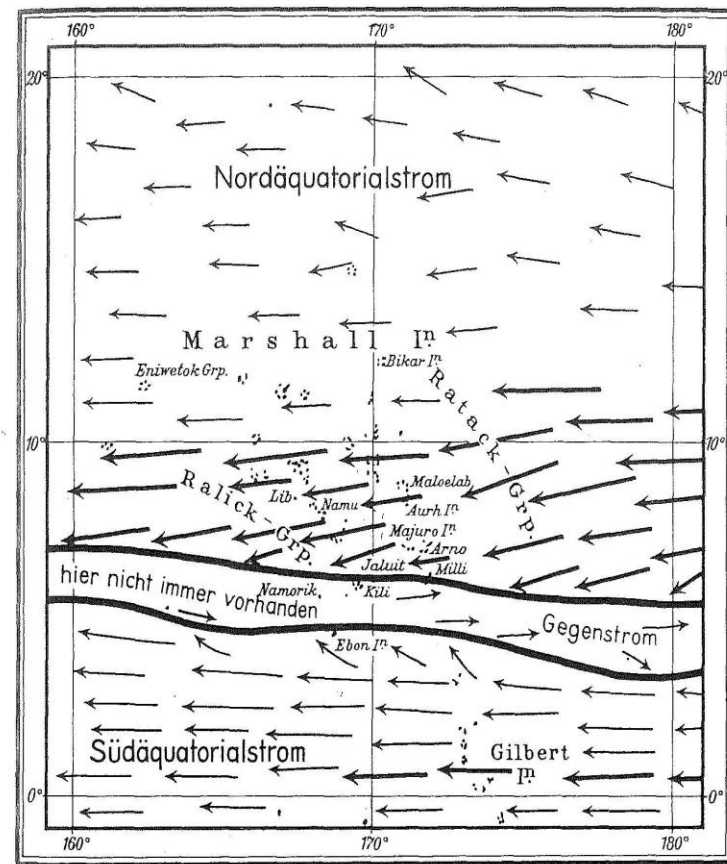 160° 170° 180°
20° 20°
Nordäquatorialstrom
Marshall In.
Eniwetok Grp.
Bikar In.
Ratack-Grp.
10° 10°
Ralick-Grp.
Lib.
Namu
Maloelab
Aurh In.
Majuro In.
Arno
Jaluit
Milli
hier nicht immer vorhanden
Namorik
Kili
Gegenstrom
Ebon In.
Südäquatorialstrom
Gilbert
In.
0° 0°
160° 170° 180°